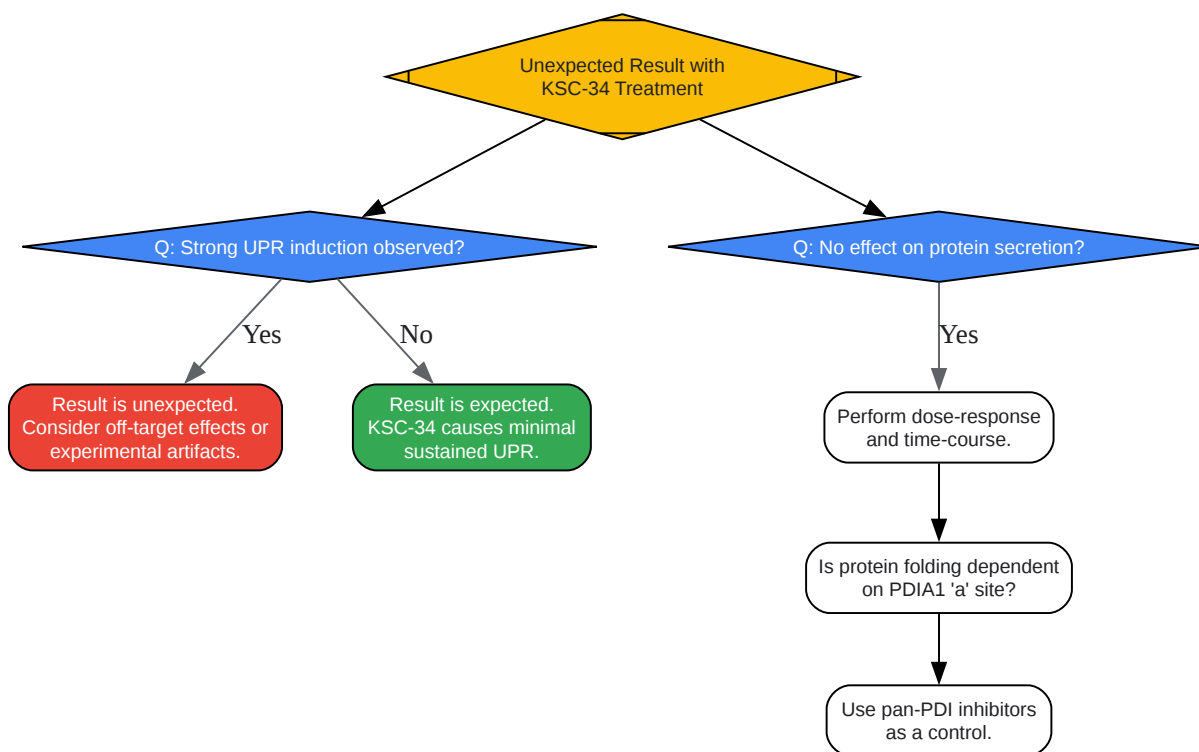 Unexpected Result with
KSC-34 Treatment
Q: Strong UPR induction observed?
Q: No effect on protein secretion?
Yes
No
Yes
Result is unexpected.
Consider off-target effects or
experimental artifacts.
Result is expected.
KSC-34 causes minimal
sustained UPR.
Perform dose-response
and time-course.
Is protein folding dependent
on PDIA1 'a' site?
Use pan-PDI inhibitors
as a control.